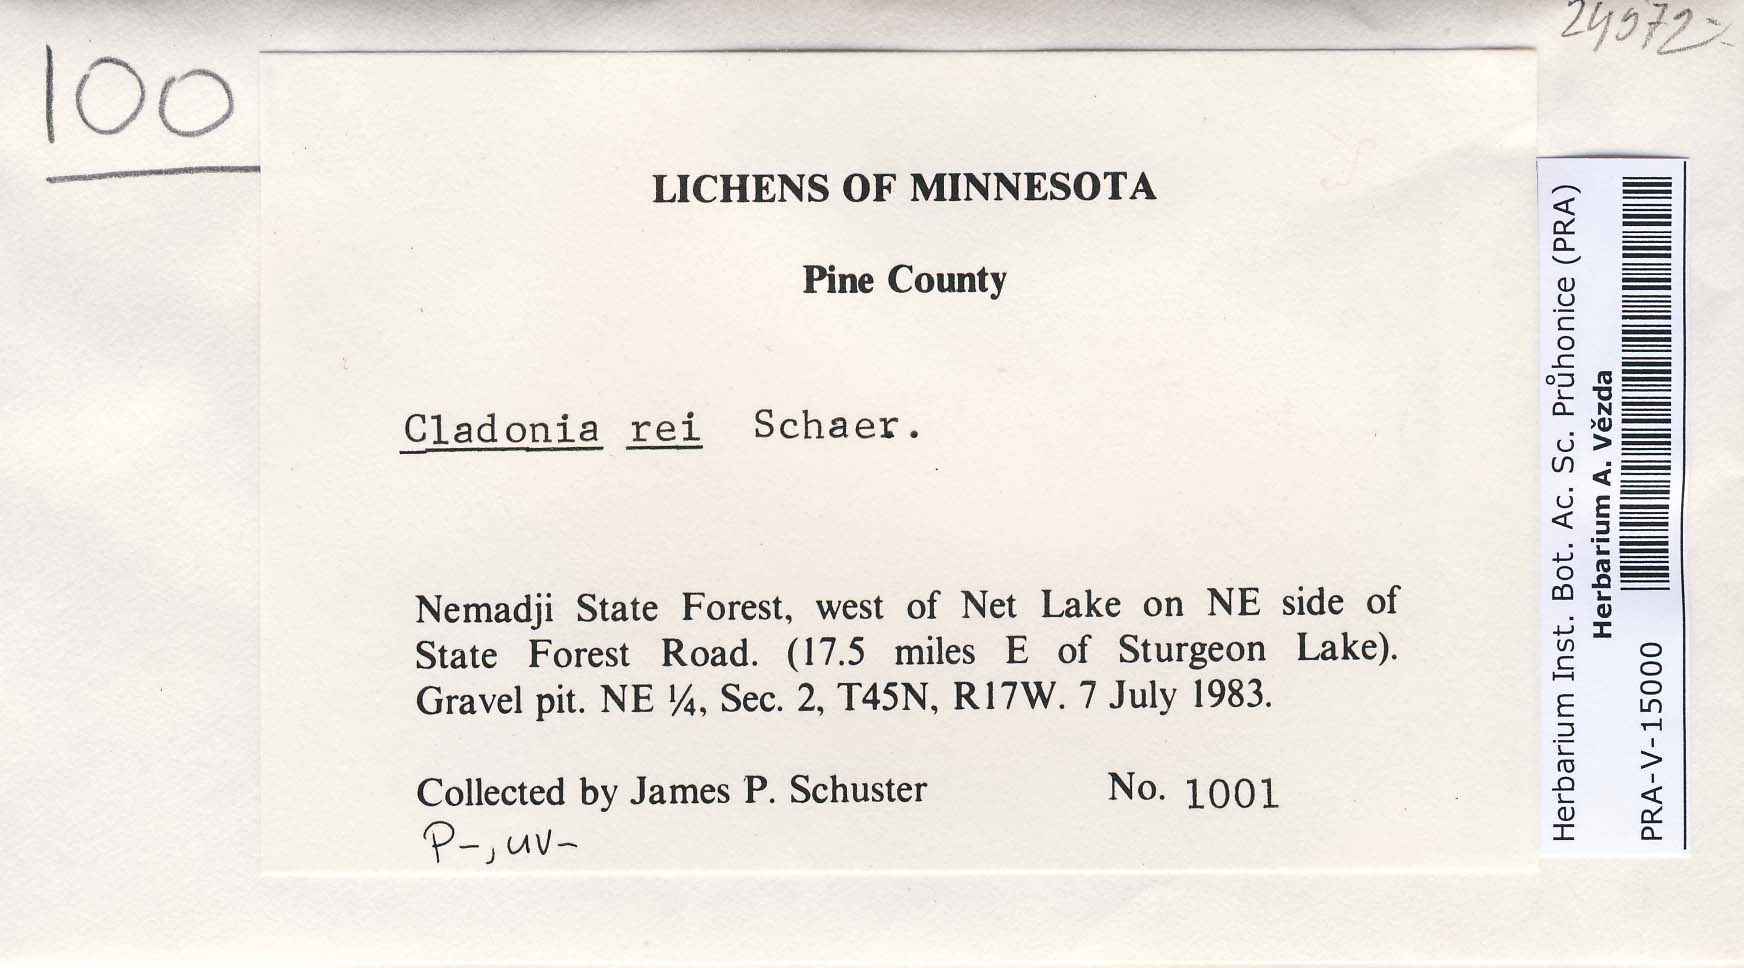 100
24972-
LICHENS OF MINNESOTA
Pine County
Cladonia rei Schaer.
Nemadji State Forest, west of Net Lake on NE side of
State Forest Road. (17.5 miles E of Sturgeon Lake).
Gravel pit. NE ¼, Sec. 2, T45N, R17W. 7 July 1983.
Collected by James P. Schuster No. 1001
P-, UV-
Herbarium Inst. Bot. Ac. Sc. Průhonice (PRA)
Herbarium A. Vězda
PRA-V-15000